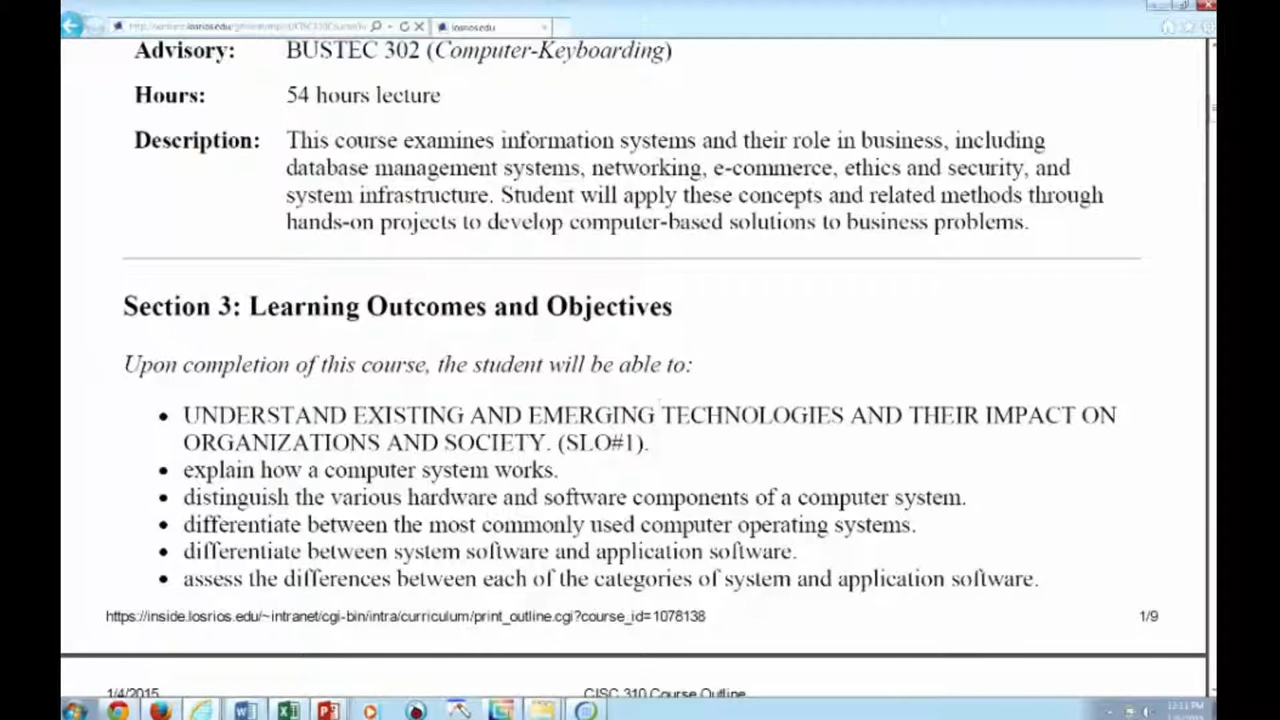 losrios.edu
Advisory: BUSTEC 302 (Computer-Keyboarding)
Hours: 54 hours lecture
Description: This course examines information systems and their role in business, including
database management systems, networking, e-commerce, ethics and security, and
system infrastructure. Student will apply these concepts and related methods through
hands-on projects to develop computer-based solutions to business problems.
Section 3: Learning Outcomes and Objectives
Upon completion of this course, the student will be able to:
• UNDERSTAND EXISTING AND EMERGING TECHNOLOGIES AND THEIR IMPACT ON
ORGANIZATIONS AND SOCIETY. (SLO#1).
• explain how a computer system works.
• distinguish the various hardware and software components of a computer system.
• differentiate between the most commonly used computer operating systems.
• differentiate between system software and application software.
• assess the differences between each of the categories of system and application software.
https://inside.losrios.edu/~intranet/cgi-bin/intra/curriculum/print_outline.cgi?course_id=1078138 1/9
1/4/2015 CISC 310 Course Outline
12:11 PM